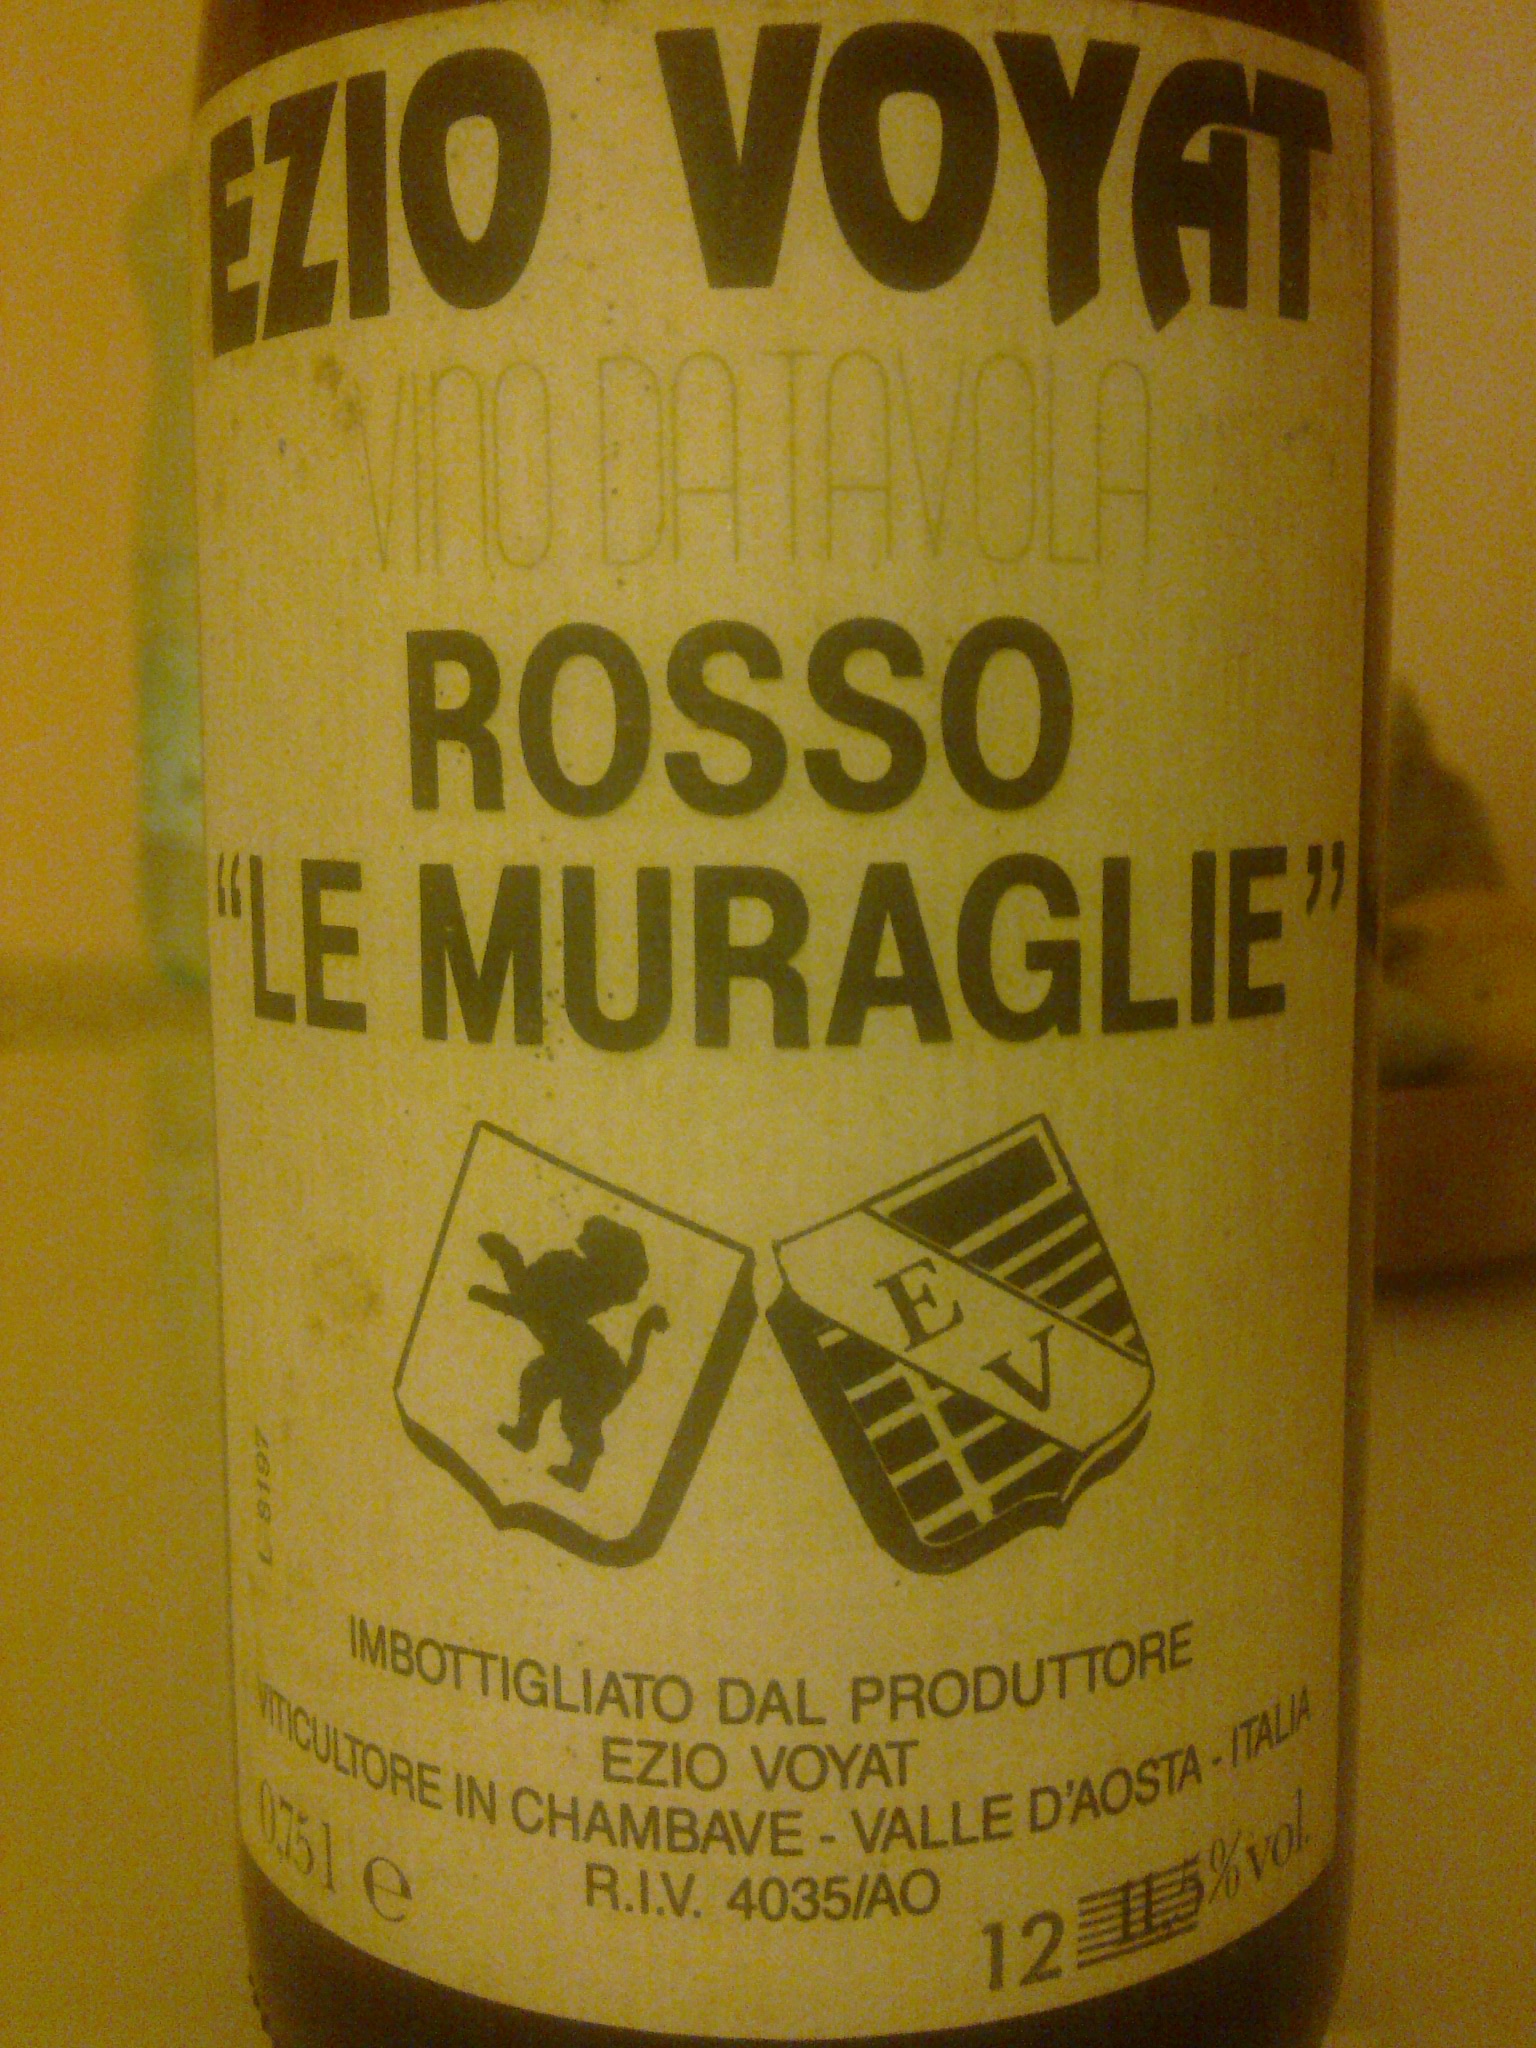 EZIO VOYAT
VINO DA TAVOLA
ROSSO
“LE MURAGLIE”
E
V
L 8197
IMBOTTIGLIATO DAL PRODUTTORE
EZIO VOYAT
VITICULTORE IN CHAMBAVE - VALLE D'AOSTA - ITALIA
R.I.V. 4035/AO
0,75 l e
12 11,5 % vol.